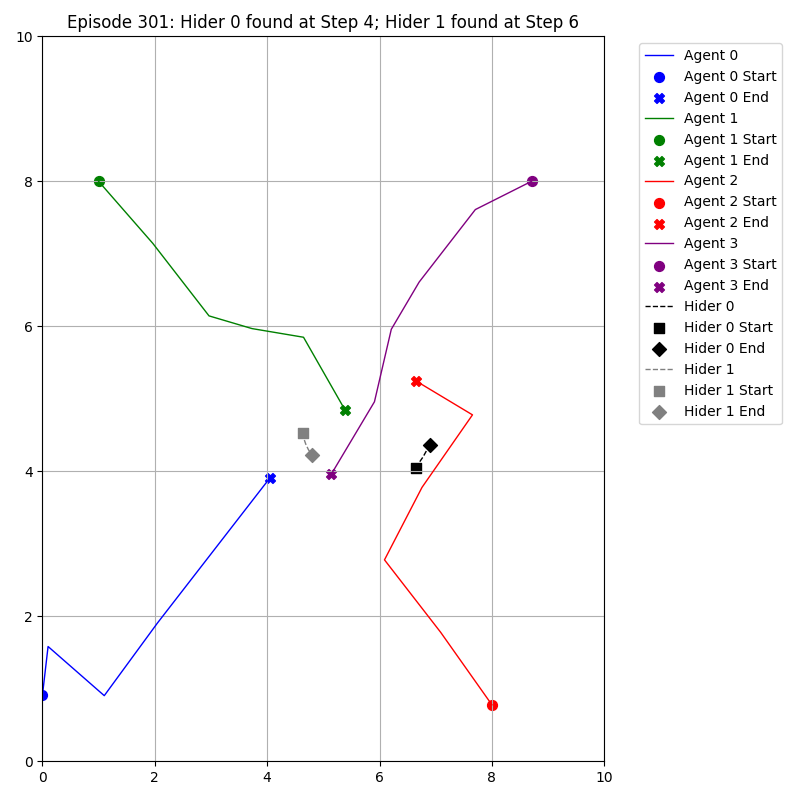 Episode 301: Hider 0 found at Step 4; Hider 1 found at Step 6
10
8
6
4
2
0
0 2 4 6 8 10
Agent 0
Agent 0 Start
Agent 0 End
Agent 1
Agent 1 Start
Agent 1 End
Agent 2
Agent 2 Start
Agent 2 End
Agent 3
Agent 3 Start
Agent 3 End
Hider 0
Hider 0 Start
Hider 0 End
Hider 1
Hider 1 Start
Hider 1 End